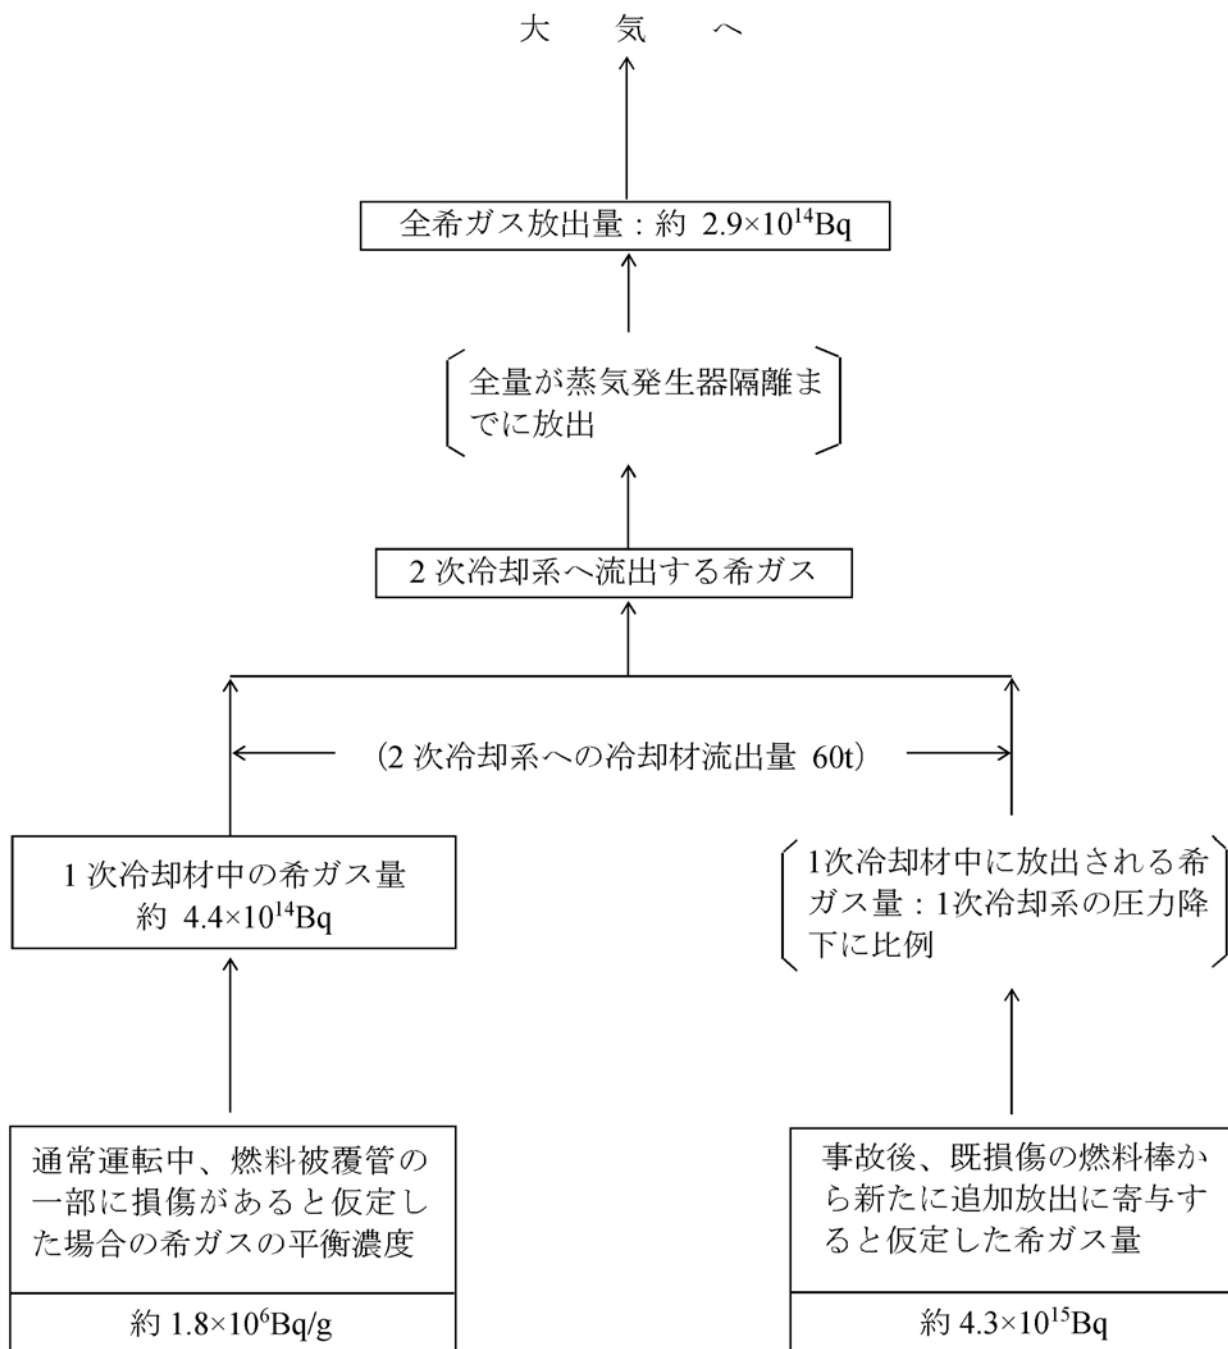 大 気 へ
全希ガス放出量：約 2.9×10¹⁴Bq
全量が蒸気発生器隔離ま
でに放出
2 次冷却系へ流出する希ガス
(2 次冷却系への冷却材流出量 60t)
1 次冷却材中の希ガス量
約 4.4×10¹⁴Bq
1次冷却材中に放出される希
ガス量：1次冷却系の圧力降
下に比例
通常運転中、燃料被覆管の
一部に損傷があると仮定し
た場合の希ガスの平衡濃度
約 1.8×10⁶Bq/g
事故後、既損傷の燃料棒か
ら新たに追加放出に寄与す
ると仮定した希ガス量
約 4.3×10¹⁵Bq